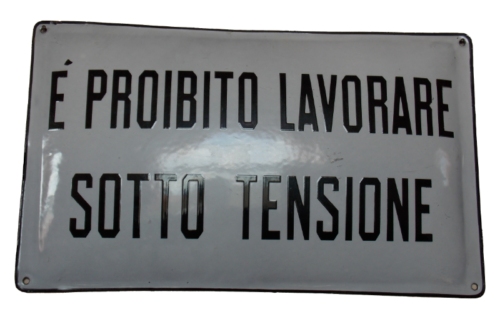 É PROIBITO LAVORARE
SOTTO TENSIONE